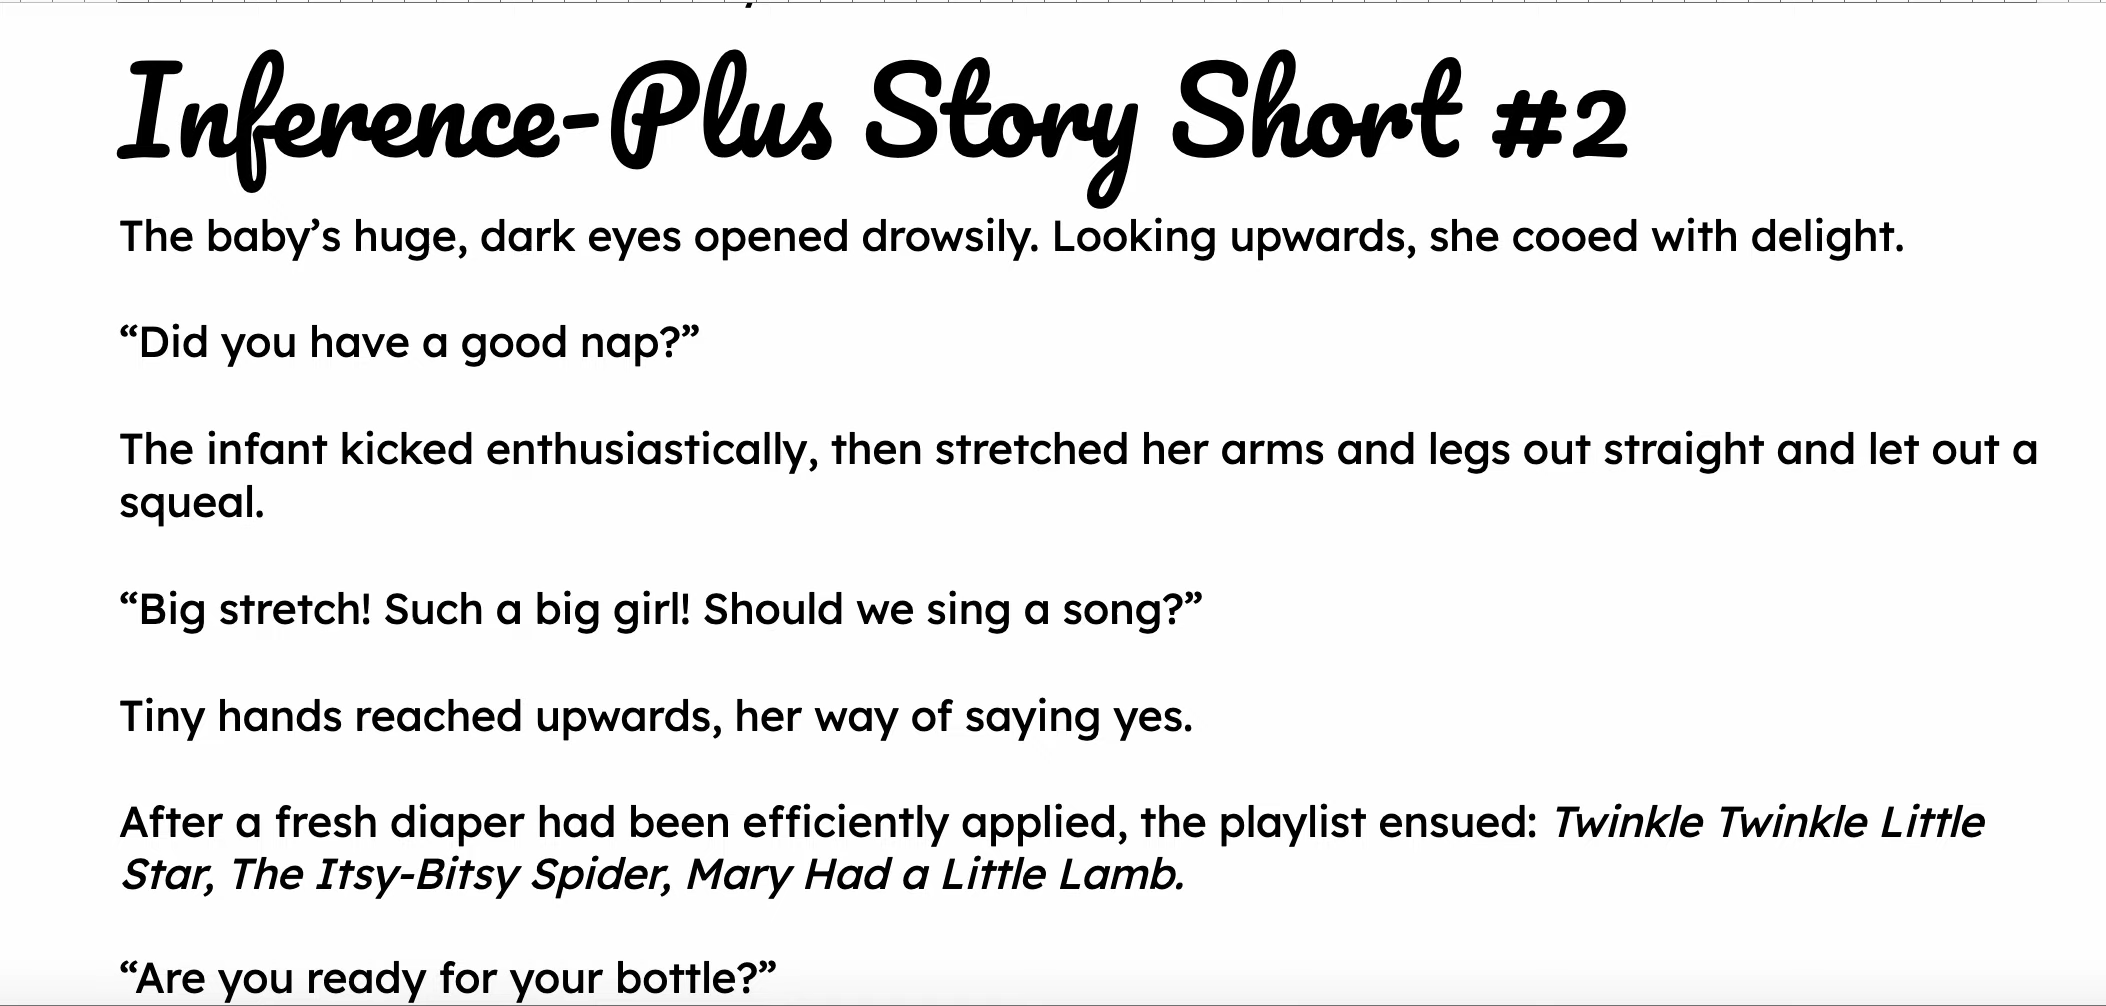 Inference-Plus Story Short #2
The baby’s huge, dark eyes opened drowsily. Looking upwards, she cooed with delight.
“Did you have a good nap?”
The infant kicked enthusiastically, then stretched her arms and legs out straight and let out a
squeal.
“Big stretch! Such a big girl! Should we sing a song?”
Tiny hands reached upwards, her way of saying yes.
After a fresh diaper had been efficiently applied, the playlist ensued: Twinkle Twinkle Little
Star, The Itsy-Bitsy Spider, Mary Had a Little Lamb.
“Are you ready for your bottle?”